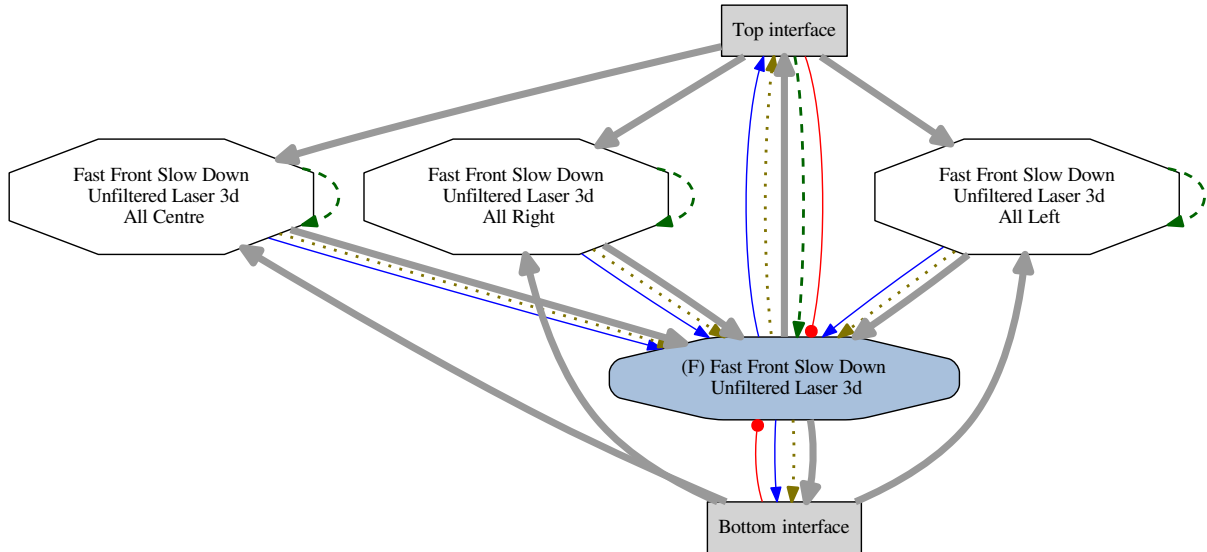 Top interface
Fast Front Slow Down
Unfiltered Laser 3d
All Centre
Fast Front Slow Down
Unfiltered Laser 3d
All Right
Fast Front Slow Down
Unfiltered Laser 3d
All Left
(F) Fast Front Slow Down
Unfiltered Laser 3d
Bottom interface